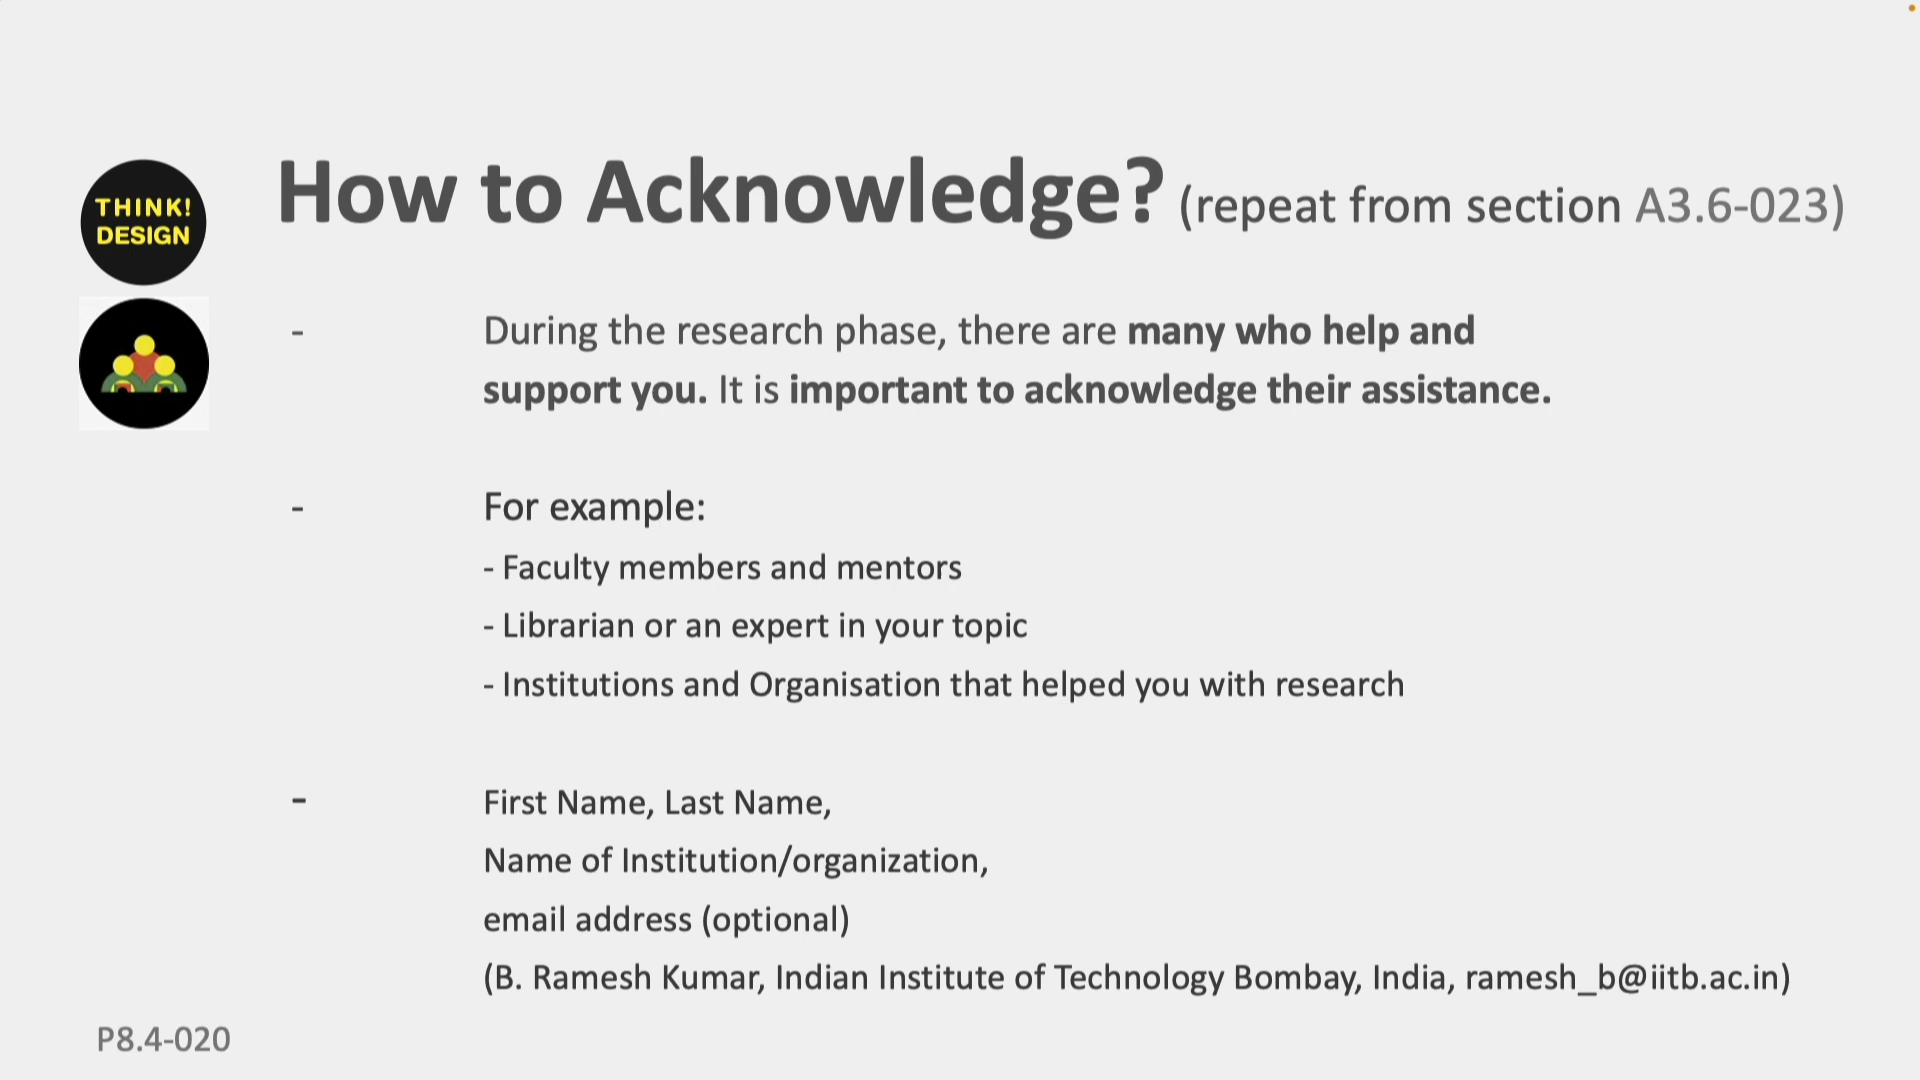 THINK!
DESIGN
How to Acknowledge? (repeat from section A3.6-023)
- During the research phase, there are many who help and
support you. It is important to acknowledge their assistance.
- For example:
- Faculty members and mentors
- Librarian or an expert in your topic
- Institutions and Organisation that helped you with research
- First Name, Last Name,
Name of Institution/organization,
email address (optional)
(B. Ramesh Kumar, Indian Institute of Technology Bombay, India, ramesh_b@iitb.ac.in)
P8.4-020